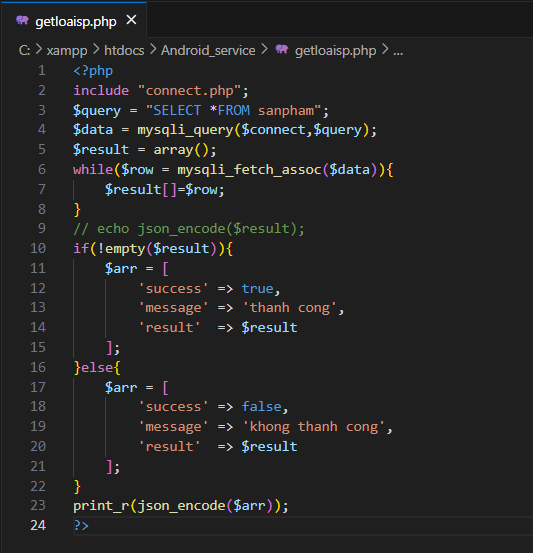 getloaisp.php ×
C: > xampp > htdocs > Android_service > getloaisp.php > ...
1 <?php
2 include "connect.php";
3 $query = "SELECT *FROM sanpham";
4 $data = mysqli_query($connect,$query);
5 $result = array();
6 while($row = mysqli_fetch_assoc($data)){
7     $result[]=$row;
8 }
9 // echo json_encode($result);
10 if(!empty($result)){
11     $arr = [
12         'success' => true,
13         'message' => 'thanh cong',
14         'result'  => $result
15     ];
16 }else{
17     $arr = [
18         'success' => false,
19         'message' => 'khong thanh cong',
20         'result'  => $result
21     ];
22 }
23 print_r(json_encode($arr));
24 ?>